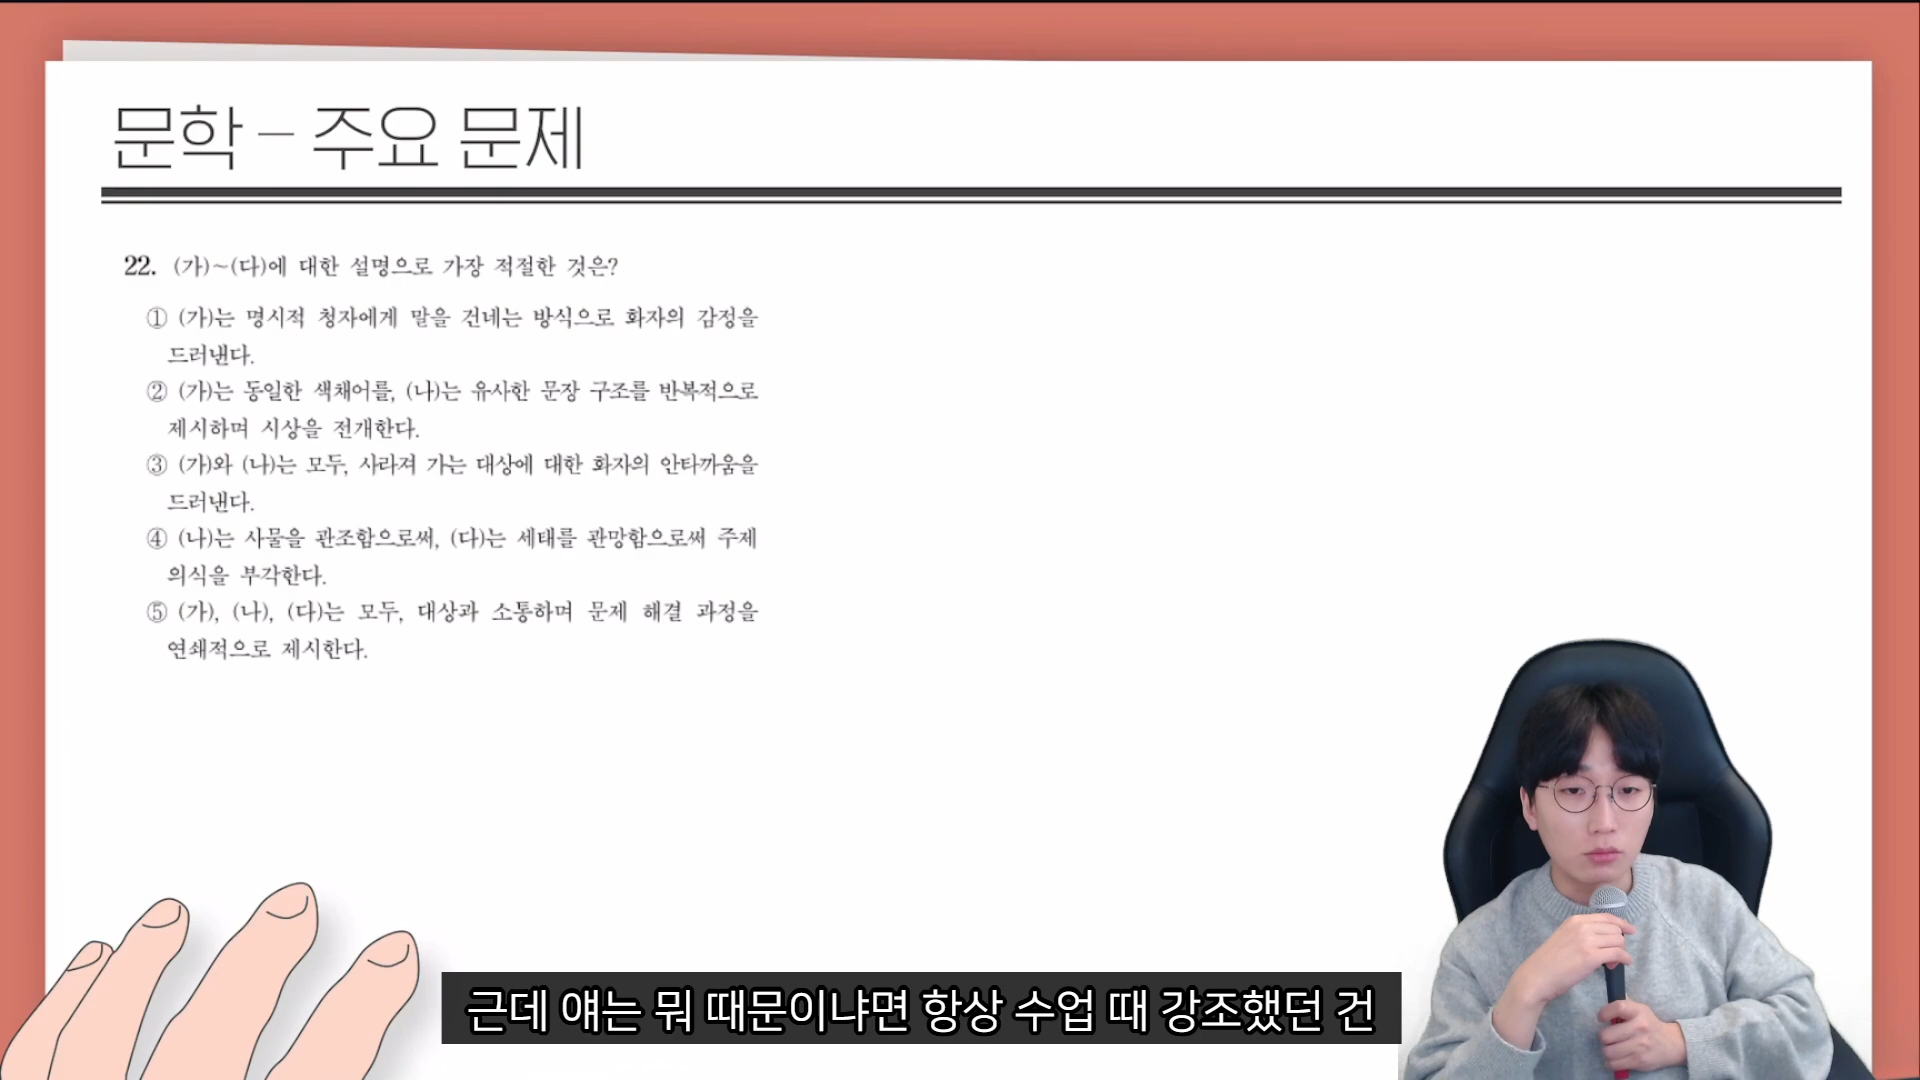 문학 – 주요 문제
22. (가)~(다)에 대한 설명으로 가장 적절한 것은?
① (가)는 명시적 청자에게 말을 건네는 방식으로 화자의 감정을
드러낸다.
② (가)는 동일한 색채어를, (나)는 유사한 문장 구조를 반복적으로
제시하며 시상을 전개한다.
③ (가)와 (나)는 모두, 사라져 가는 대상에 대한 화자의 안타까움을
드러낸다.
④ (나)는 사물을 관조함으로써, (다)는 세태를 관망함으로써 주제
의식을 부각한다.
⑤ (가), (나), (다)는 모두, 대상과 소통하며 문제 해결 과정을
연쇄적으로 제시한다.
근데 얘는 뭐 때문이냐면 항상 수업 때 강조했던 건